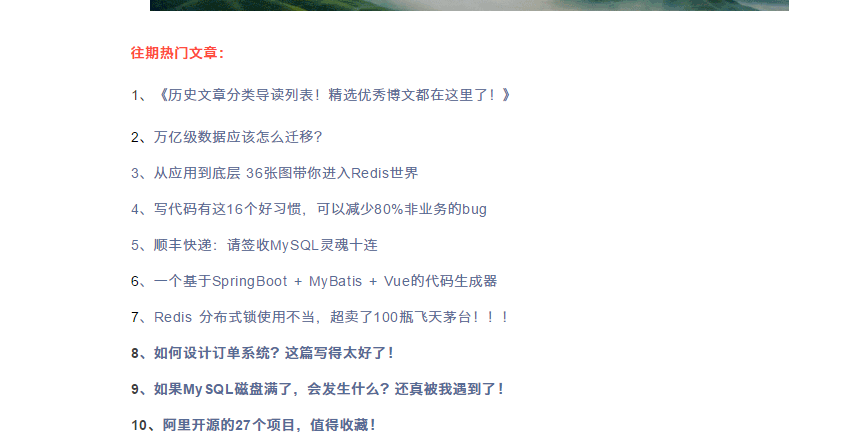 往期热门文章：
1、《历史文章分类导读列表！精选优秀博文都在这里了！》
2、万亿级数据应该怎么迁移？
3、从应用到底层 36张图带你进入Redis世界
4、写代码有这16个好习惯，可以减少80%非业务的bug
5、顺丰快递：请签收MySQL灵魂十连
6、一个基于SpringBoot + MyBatis + Vue的代码生成器
7、Redis 分布式锁使用不当，超卖了100瓶飞天茅台！！！
8、如何设计订单系统？这篇写得太好了！
9、如果MySQL磁盘满了，会发生什么？还真被我遇到了！
10、阿里开源的27个项目，值得收藏！